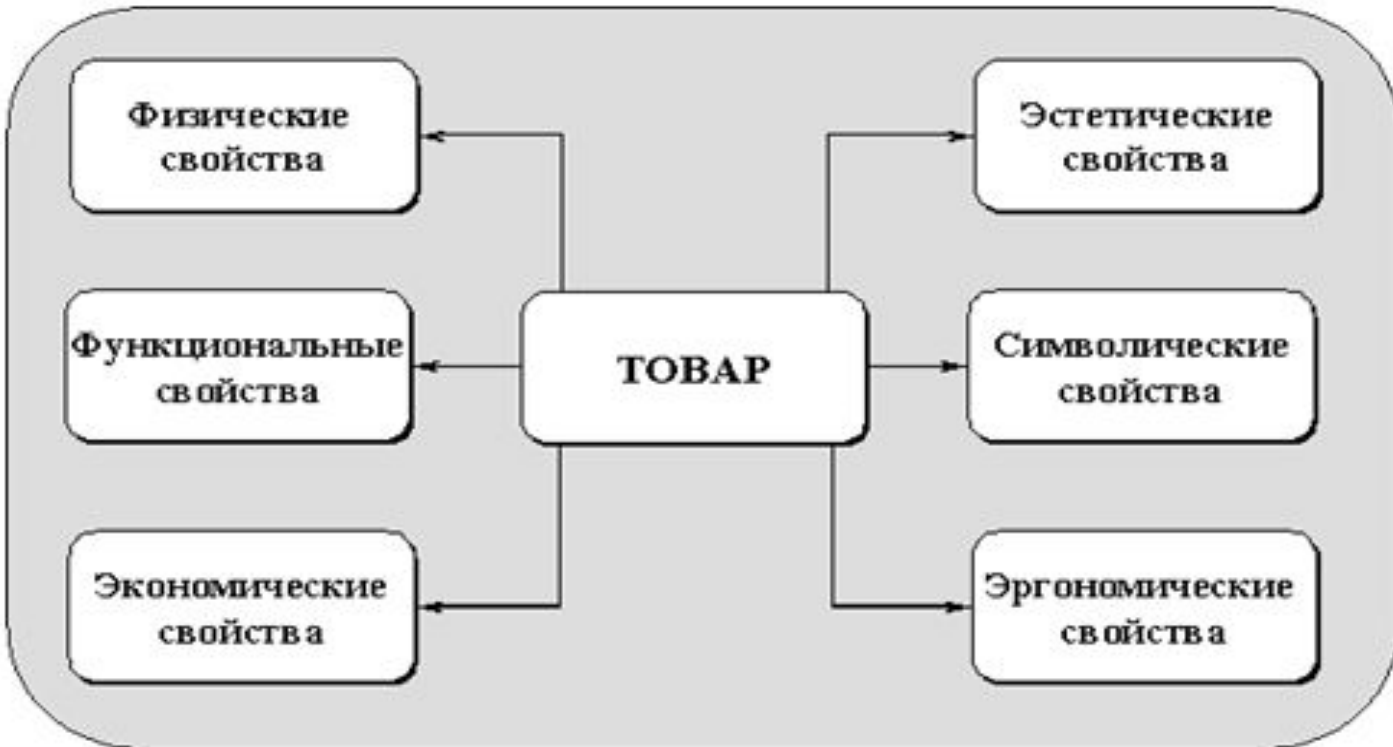 Физические
свойства
Эстетические
свойства
Функциональные
свойства
ТОВАР
Символические
свойства
Экономические
свойства
Эргономические
свойства